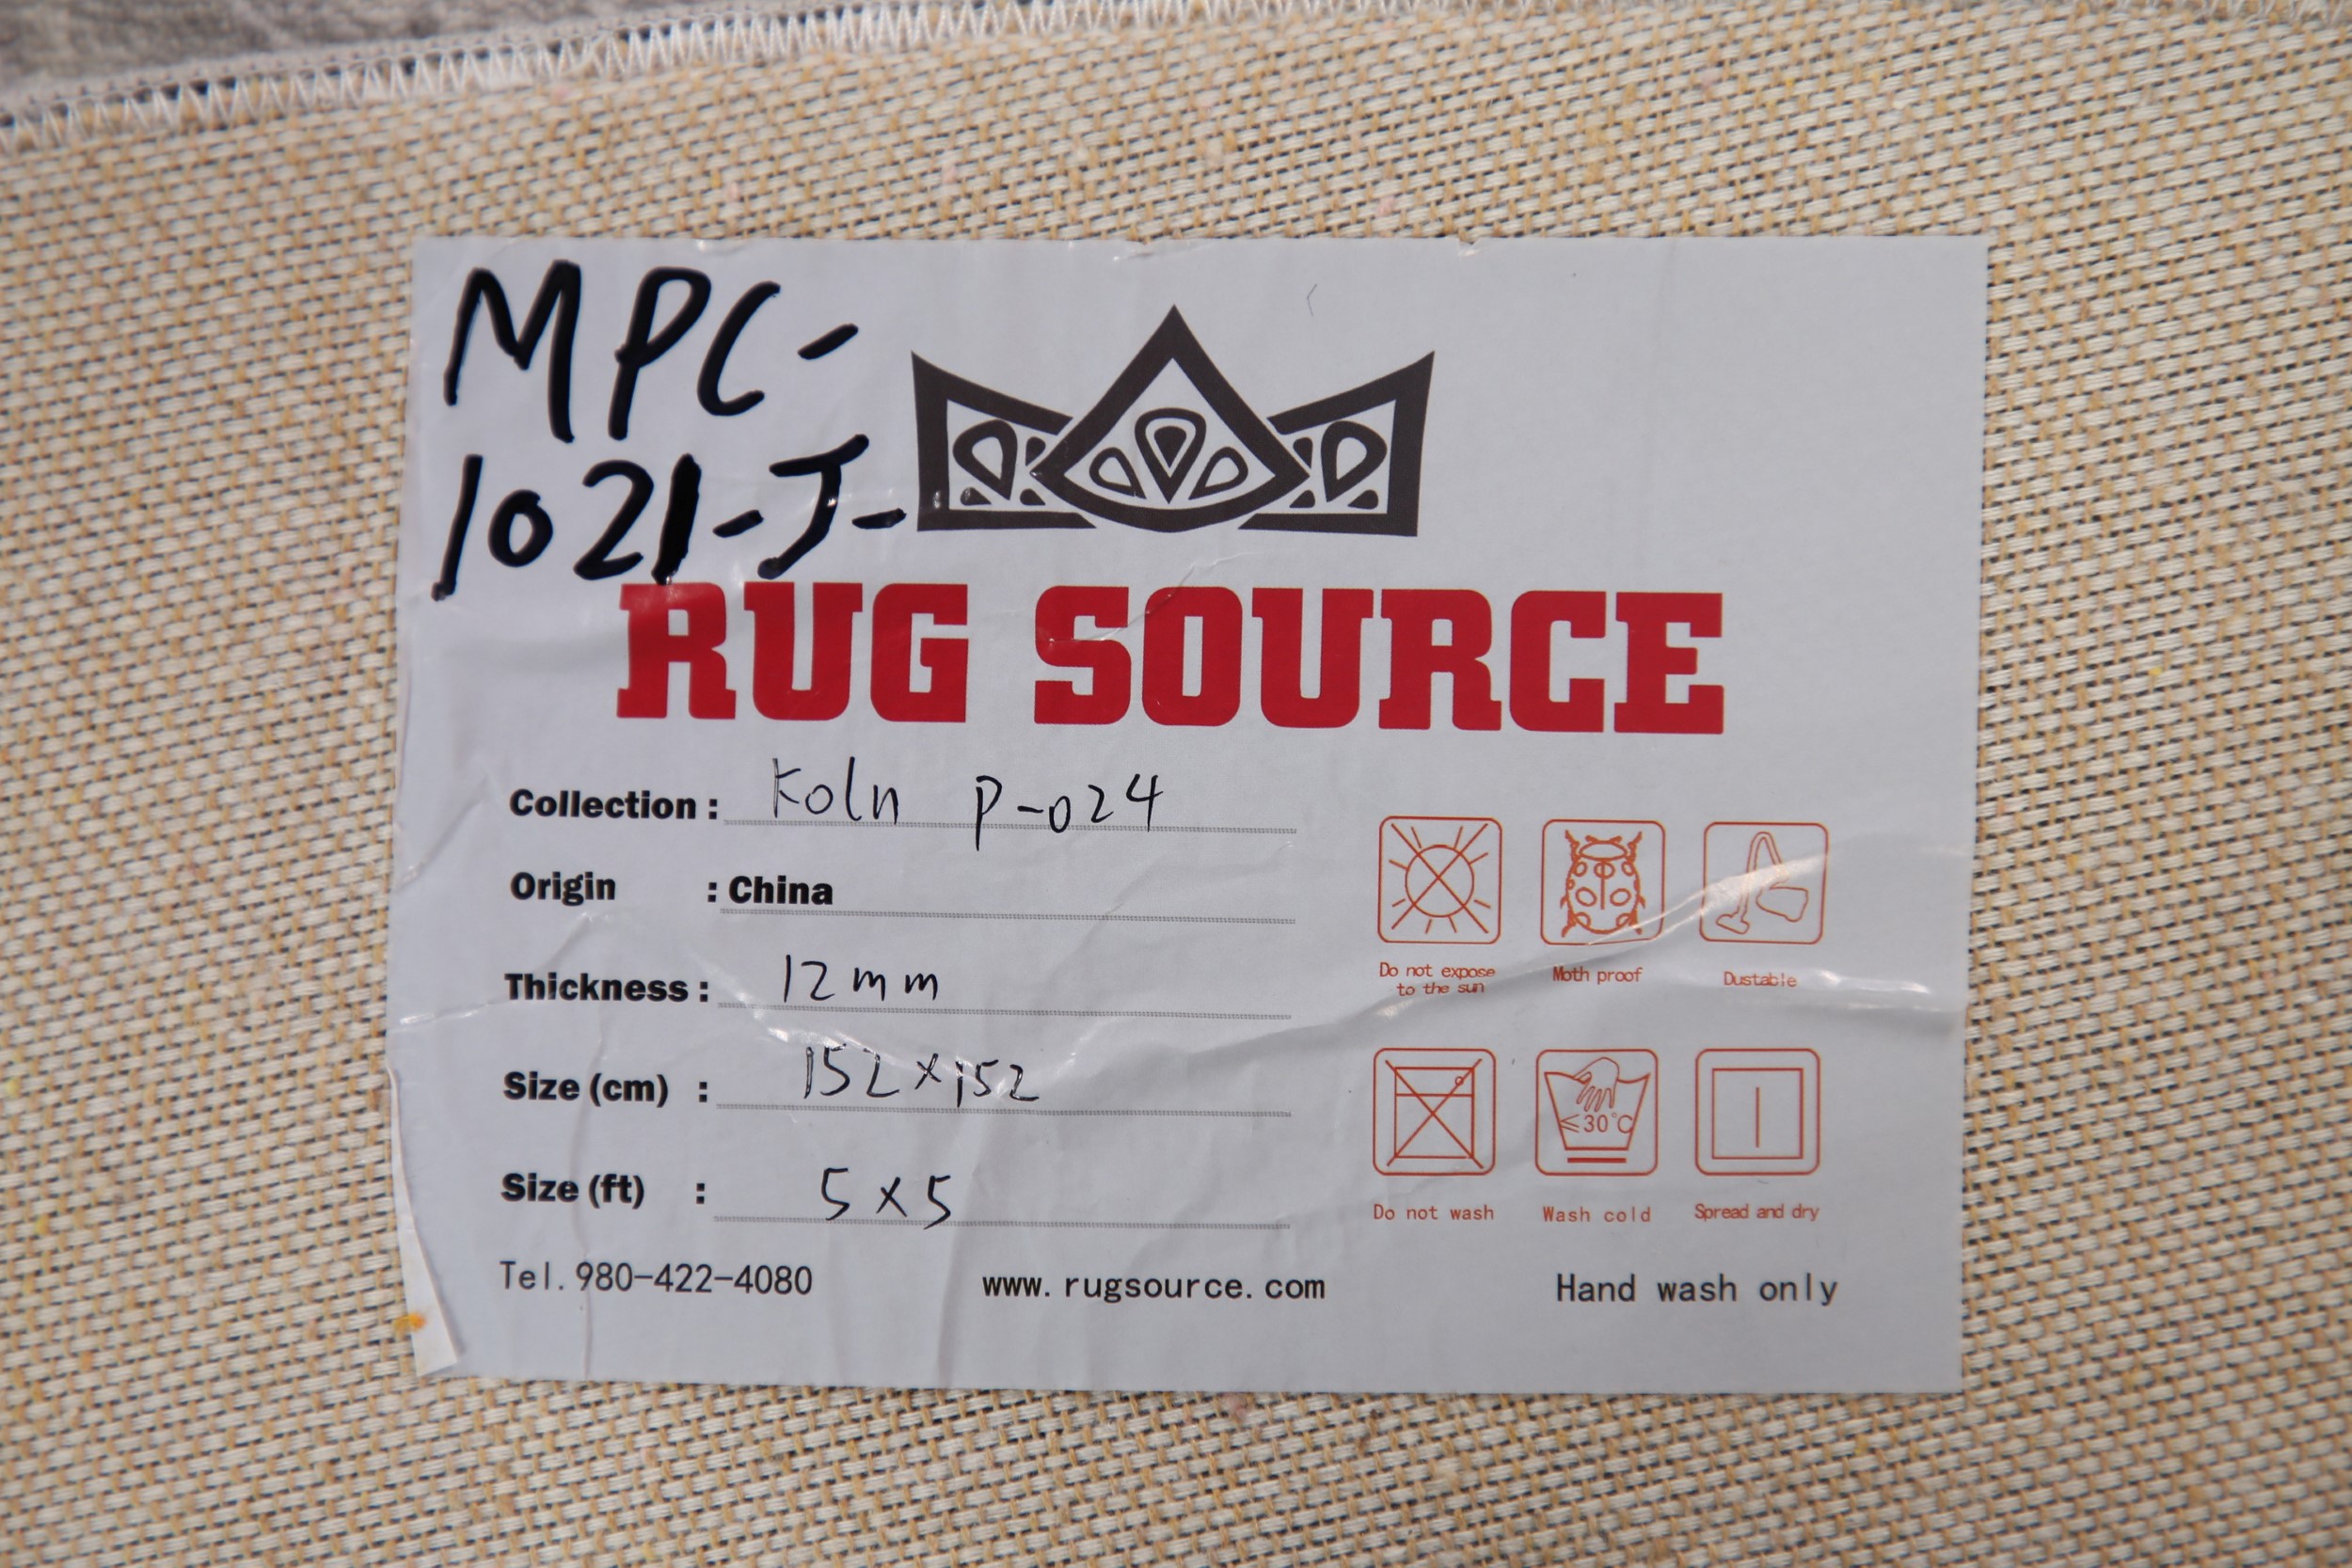 MPC-
1021-J-
RUG SOURCE
Collection : Koln P-024
Origin : China
Thickness : 12mm
Size (cm) : 152x152
Size (ft) : 5x5
Do not expose
to the sun
Moth proof
Dustable
≤30°C
Do not wash
Wash cold
Spread and dry
Tel. 980-422-4080
www. rugsource. com
Hand wash only